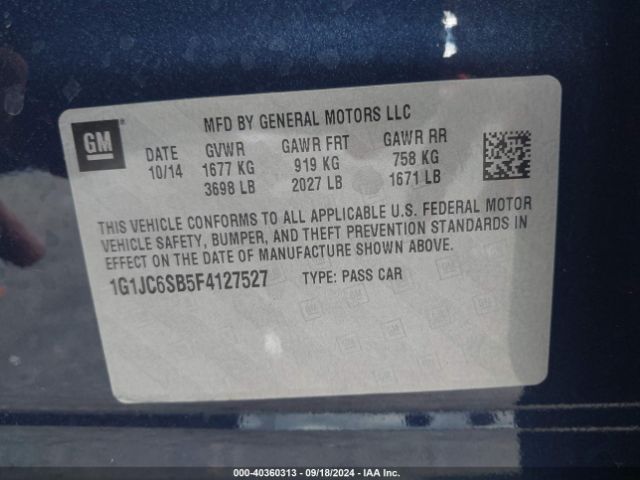 GM
MFD BY GENERAL MOTORS LLC
DATE GVWR GAWR FRT GAWR RR
10/14 1677 KG 919 KG 758 KG
3698 LB 2027 LB 1671 LB
THIS VEHICLE CONFORMS TO ALL APPLICABLE U.S. FEDERAL MOTOR
VEHICLE SAFETY, BUMPER, AND THEFT PREVENTION STANDARDS IN
EFFECT ON THE DATE OF MANUFACTURE SHOWN ABOVE.
1G1JC6SB5F4127527 TYPE: PASS CAR
000-40360313 - 09/18/2024 - IAA Inc.